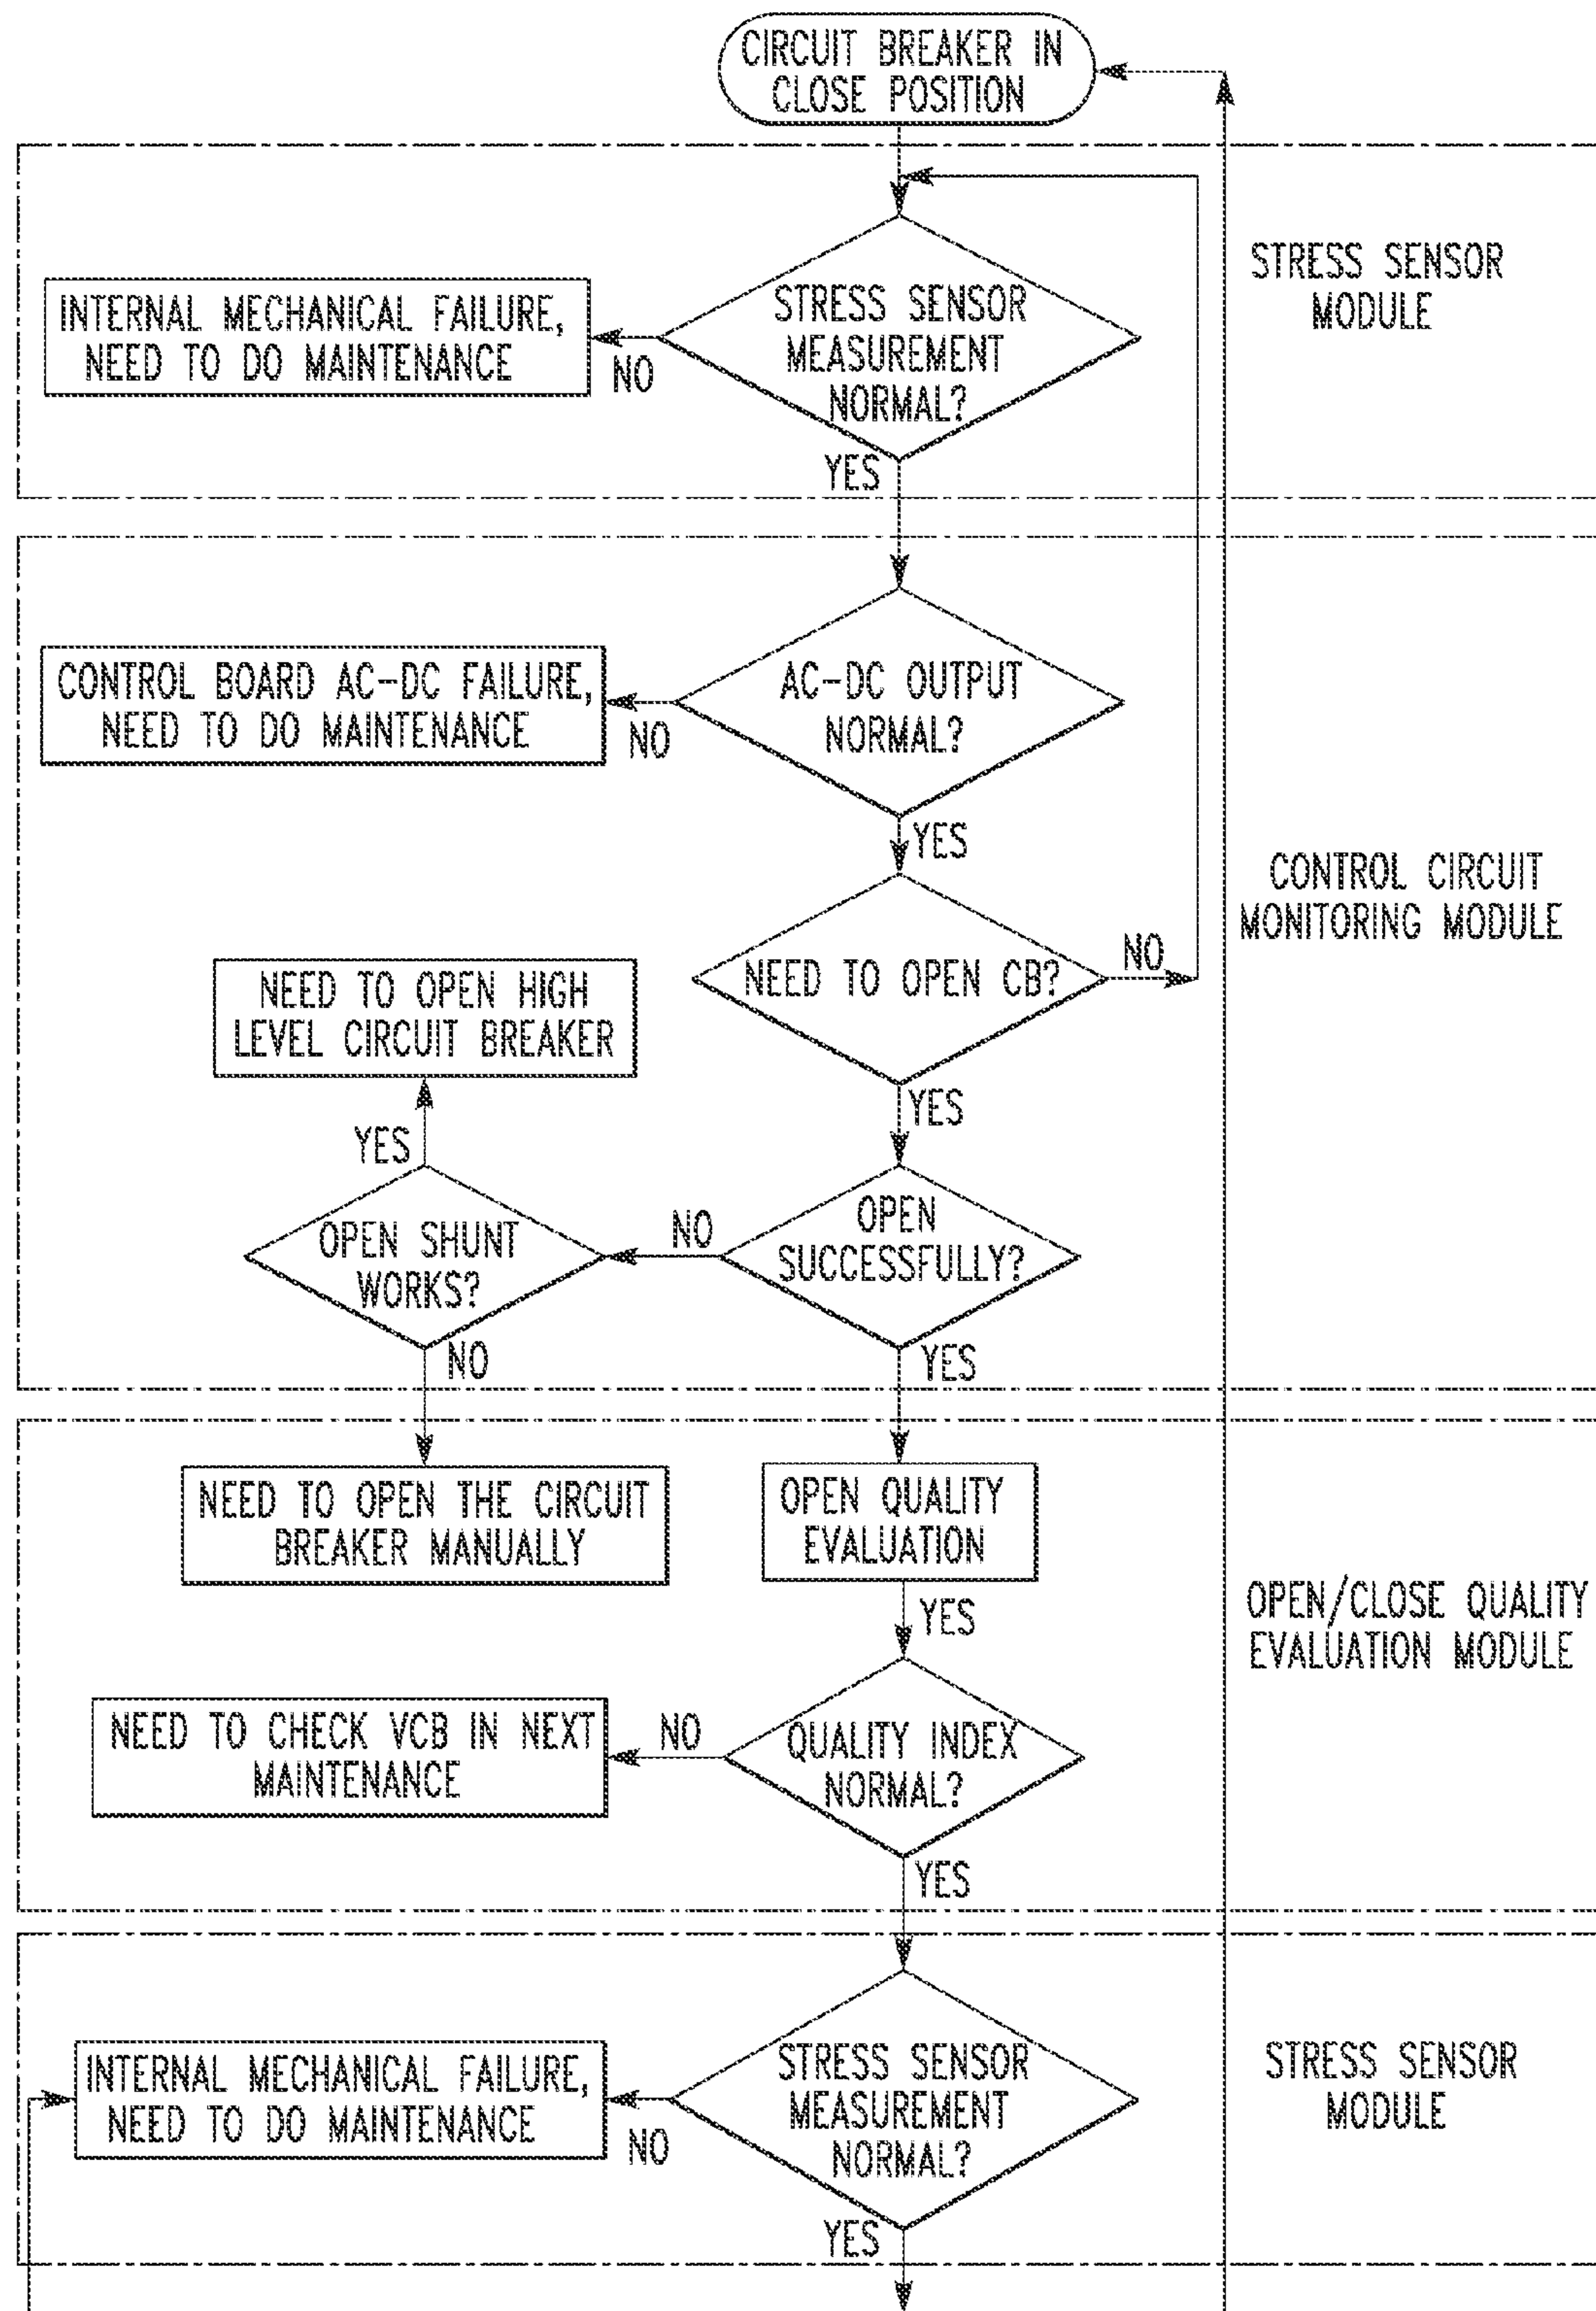 CIRCUIT BREAKER IN
CLOSE POSITION
STRESS SENSOR
MODULE
INTERNAL MECHANICAL FAILURE,
NEED TO DO MAINTENANCE
NO
STRESS SENSOR
MEASUREMENT
NORMAL?
YES
CONTROL BOARD AC-DC FAILURE,
NEED TO DO MAINTENANCE
NO
AC-DC OUTPUT
NORMAL?
YES
CONTROL CIRCUIT
MONITORING MODULE
NEED TO OPEN CB?
NO
NEED TO OPEN HIGH
LEVEL CIRCUIT BREAKER
YES
YES
OPEN SHUNT
WORKS?
NO
OPEN
SUCCESSFULLY?
NO
YES
NEED TO OPEN THE CIRCUIT
BREAKER MANUALLY
OPEN QUALITY
EVALUATION
YES
OPEN/CLOSE QUALITY
EVALUATION MODULE
NEED TO CHECK VCB IN NEXT
MAINTENANCE
NO
QUALITY INDEX
NORMAL?
YES
INTERNAL MECHANICAL FAILURE,
NEED TO DO MAINTENANCE
NO
STRESS SENSOR
MEASUREMENT
NORMAL?
STRESS SENSOR
MODULE
YES